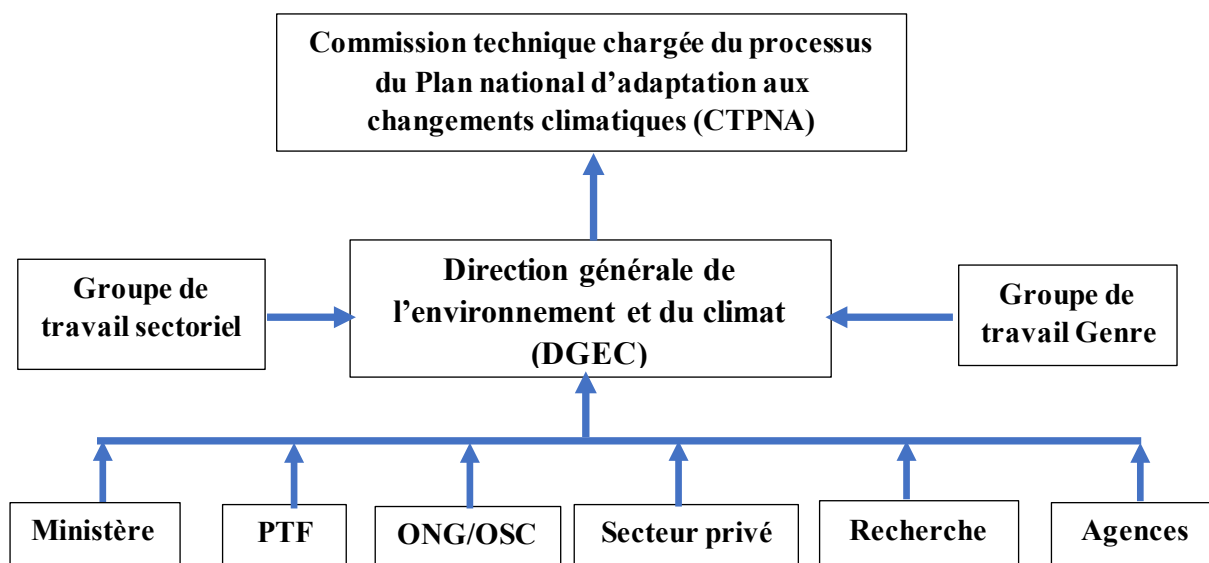 Commission technique chargée du processus
du Plan national d’adaptation aux
changements climatiques (CTPNA)
Groupe de
travail sectoriel
Direction générale de
l’environnement et du climat
(DGEC)
Groupe de
travail Genre
Ministère
PTF
ONG/OSC
Secteur privé
Recherche
Agences